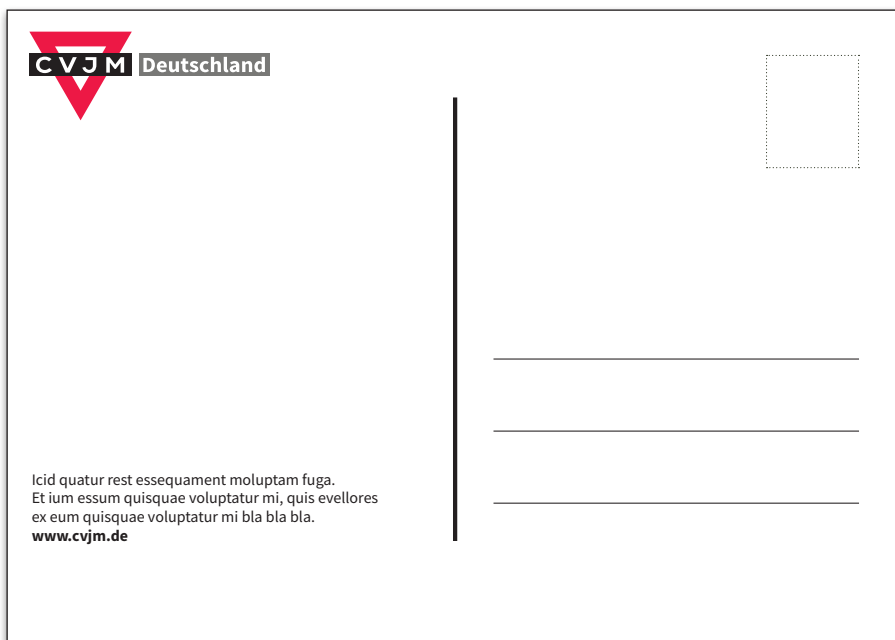 CVJM Deutschland
Icid quatur rest essequament moluptam fuga.
Et ium essum quisquae voluptatur mi, quis evellores
ex eum quisquae voluptatur mi bla bla bla.
www.cvjm.de